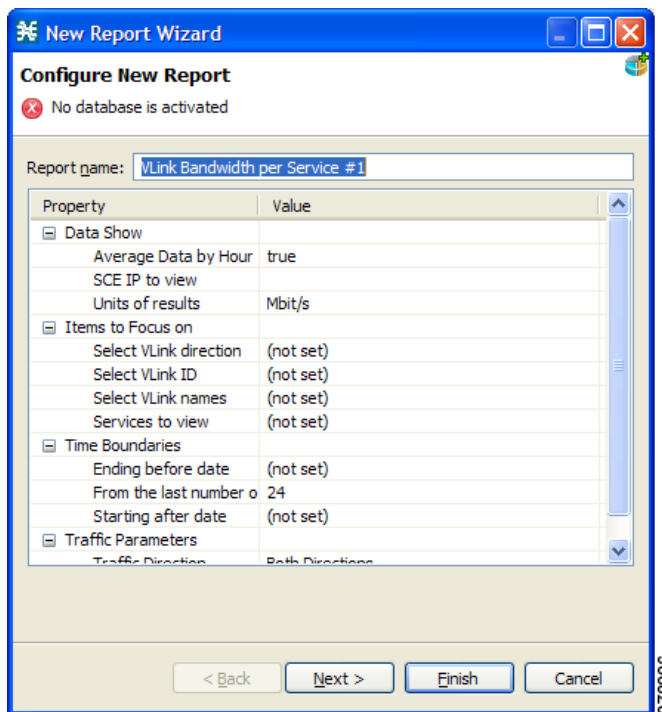 New Report Wizard
Configure New Report
No database is activated
Report name: VLink Bandwidth per Service #1
Property Value
Data Show
Average Data by Hour true
SCE IP to view
Units of results Mbit/s
Items to Focus on
Select VLink direction (not set)
Select VLink ID (not set)
Select VLink names (not set)
Services to view (not set)
Time Boundaries
Ending before date (not set)
From the last number o 24
Starting after date (not set)
Traffic Parameters
Traffic Direction Both Directions
< Back Next > Finish Cancel